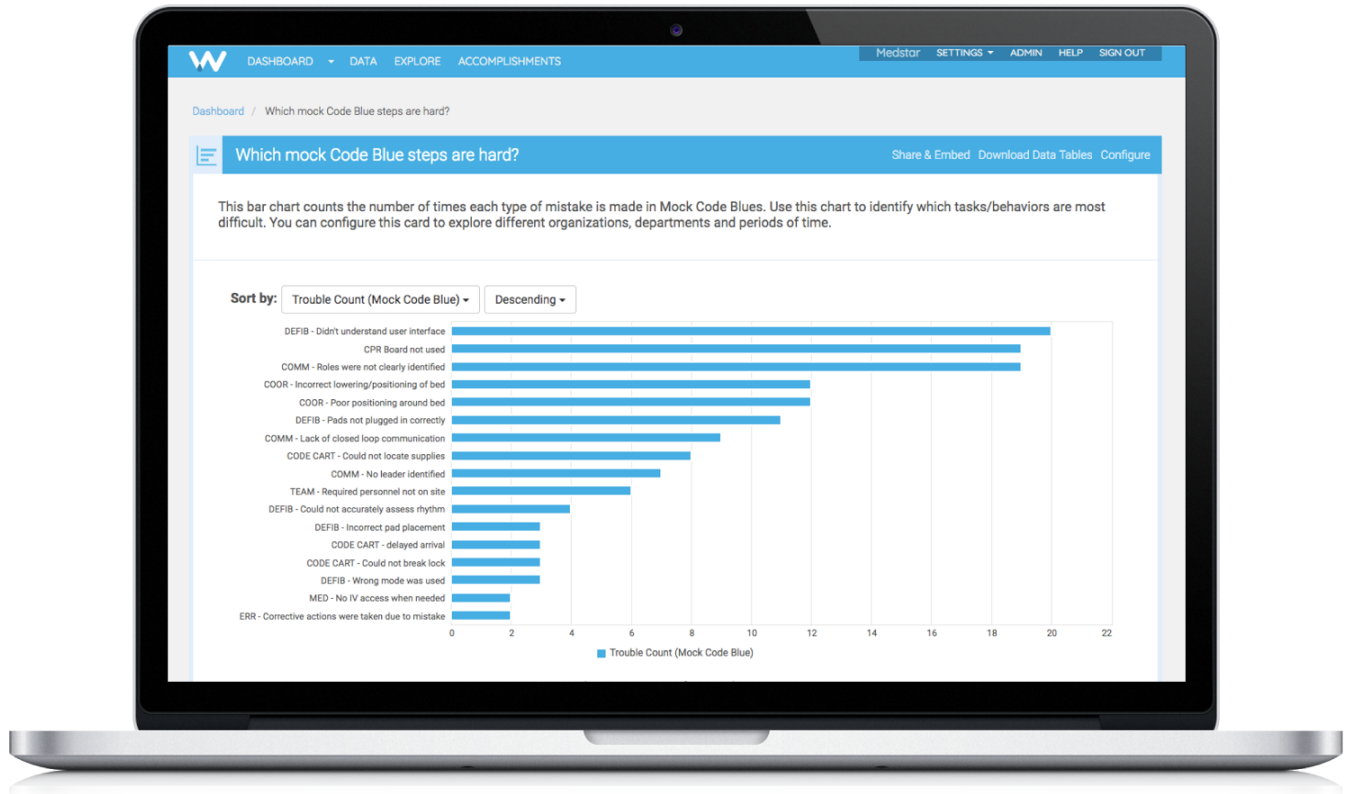 Medstar SETTINGS ADMIN HELP SIGN OUT
DASHBOARD DATA EXPLORE ACCOMPLISHMENTS
Dashboard / Which mock Code Blue steps are hard?
Which mock Code Blue steps are hard? Share & Embed Download Data Tables Configure
This bar chart counts the number of times each type of mistake is made in Mock Code Blues. Use this chart to identify which tasks/behaviors are most
difficult. You can configure this card to explore different organizations, departments and periods of time.
Sort by: Trouble Count (Mock Code Blue) Descending
DEFIB - Didn't understand user interface
CPR Board not used
COMM - Roles were not clearly identified
COOR - Incorrect lowering/positioning of bed
COOR - Poor positioning around bed
DEFIB - Pads not plugged in correctly
COMM - Lack of closed loop communication
CODE CART - Could not locate supplies
COMM - No leader identified
TEAM - Required personnel not on site
DEFIB - Could not accurately assess rhythm
DEFIB - Incorrect pad placement
CODE CART - delayed arrival
CODE CART - Could not break lock
DEFIB - Wrong mode was used
MED - No IV access when needed
ERR - Corrective actions were taken due to mistake
0 2 4 6 8 10 12 14 16 18 20 22
Trouble Count (Mock Code Blue)